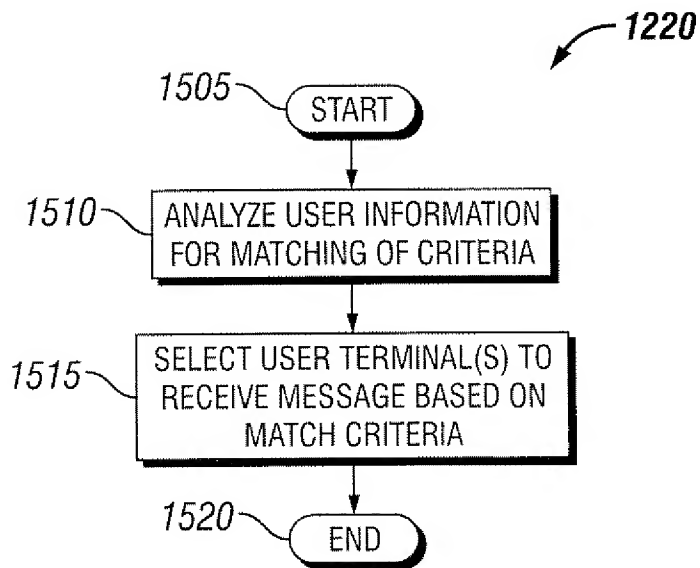 1220
1505
START
1510
ANALYZE USER INFORMATION
FOR MATCHING OF CRITERIA
1515
SELECT USER TERMINAL(S) TO
RECEIVE MESSAGE BASED ON
MATCH CRITERIA
1520
END